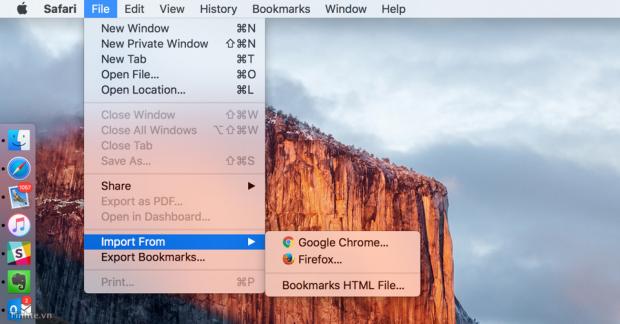 Safari File Edit View History Bookmarks Window Help
New Window ⌘N
New Private Window ⇧⌘N
New Tab ⌘T
Open File... ⌘O
Open Location... ⌘L
Close Window ⇧⌘W
Close All Windows ⌥⇧⌘W
Close Tab
Save As... ⇧⌘S
Share
Export as PDF...
Open in Dashboard...
Import From
Google Chrome...
Export Bookmarks...
Firefox...
Print... ⌘P
Bookmarks HTML File...
1057
2